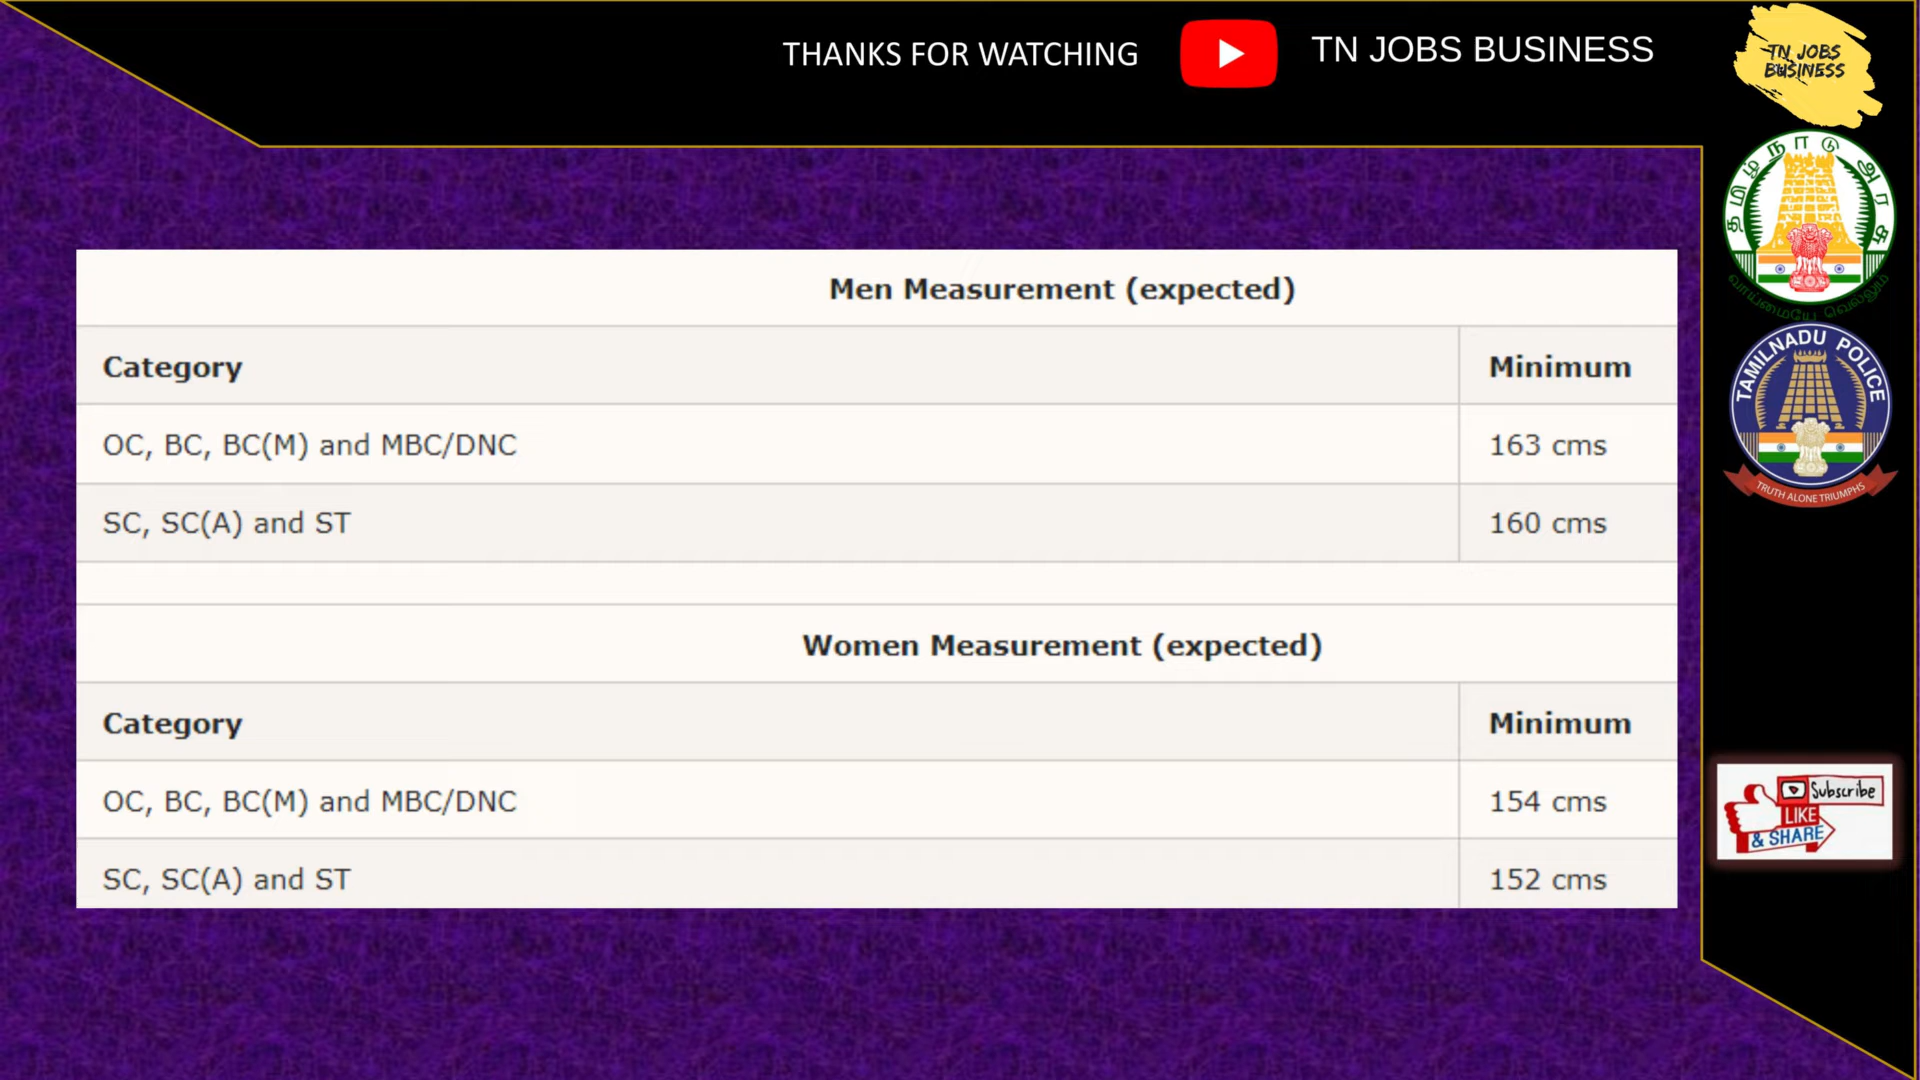 THANKS FOR WATCHING
TN JOBS BUSINESS
TN JOBS
BUSINESS
தமிழ்நாடு அரசு
வாய்மையே வெல்லும்
Men Measurement (expected)
Category Minimum
OC, BC, BC(M) and MBC/DNC 163 cms
SC, SC(A) and ST 160 cms
Women Measurement (expected)
Category Minimum
OC, BC, BC(M) and MBC/DNC 154 cms
SC, SC(A) and ST 152 cms
TAMILNADU POLICE
TRUTH ALONE TRIUMPHS
Subscribe
LIKE
& SHARE